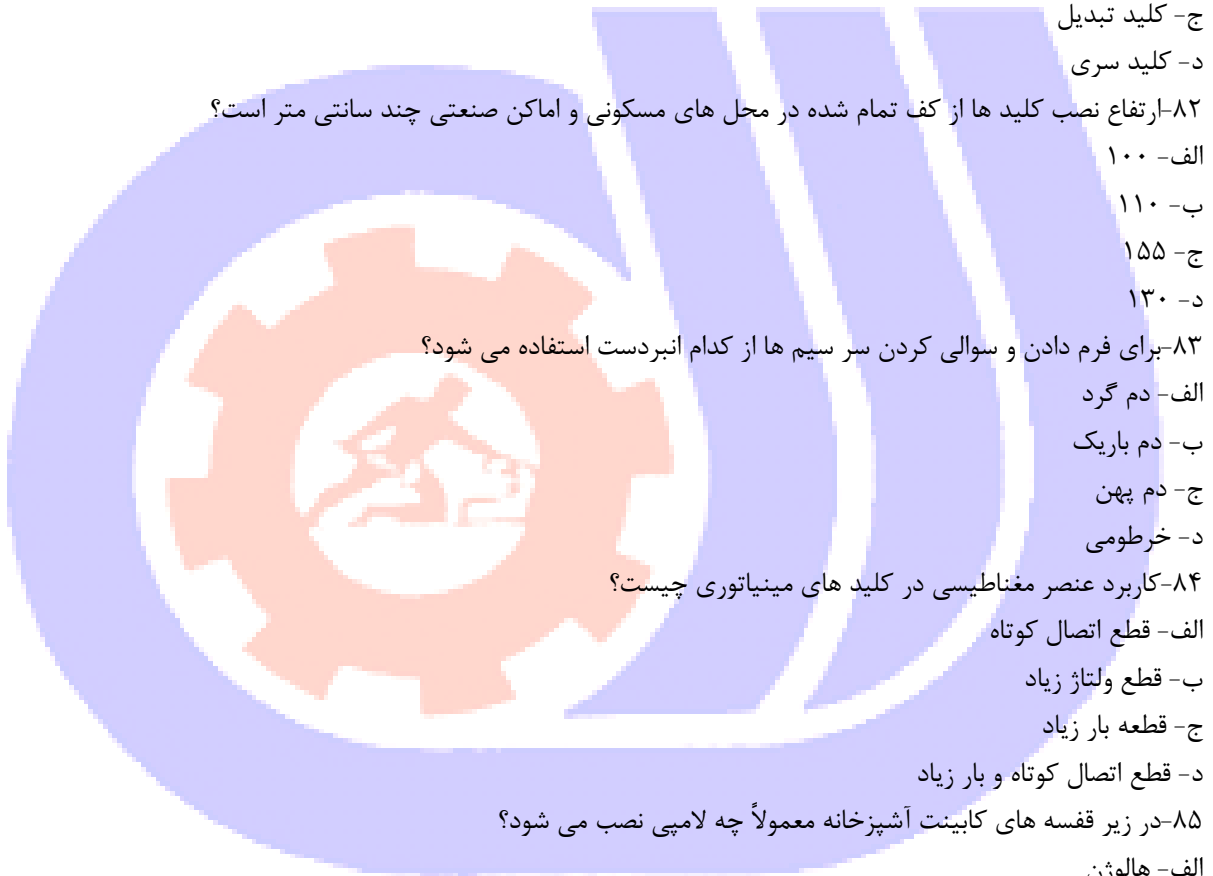 ج- کلید تبدیل
د- کلید سری
۸۲-ارتفاع نصب کلید ها از کف تمام شده در محل های مسکونی و اماکن صنعتی چند سانتی متر است؟
الف- ۱۰۰
ب- ۱۱۰
ج- ۱۵۵
د- ۱۳۰
۸۳-برای فرم دادن و سوالی کردن سر سیم ها از کدام انبردست استفاده می شود؟
الف- دم گرد
ب- دم باریک
ج- دم پهن
د- خرطومی
۸۴-کاربرد عنصر مغناطیسی در کلید های مینیاتوری چیست؟
الف- قطع اتصال کوتاه
ب- قطع ولتاژ زیاد
ج- قطعه بار زیاد
د- قطع اتصال کوتاه و بار زیاد
۸۵-در زیر قفسه های کابینت آشپزخانه معمولاً چه لامپی نصب می شود؟
الف- هالوژن